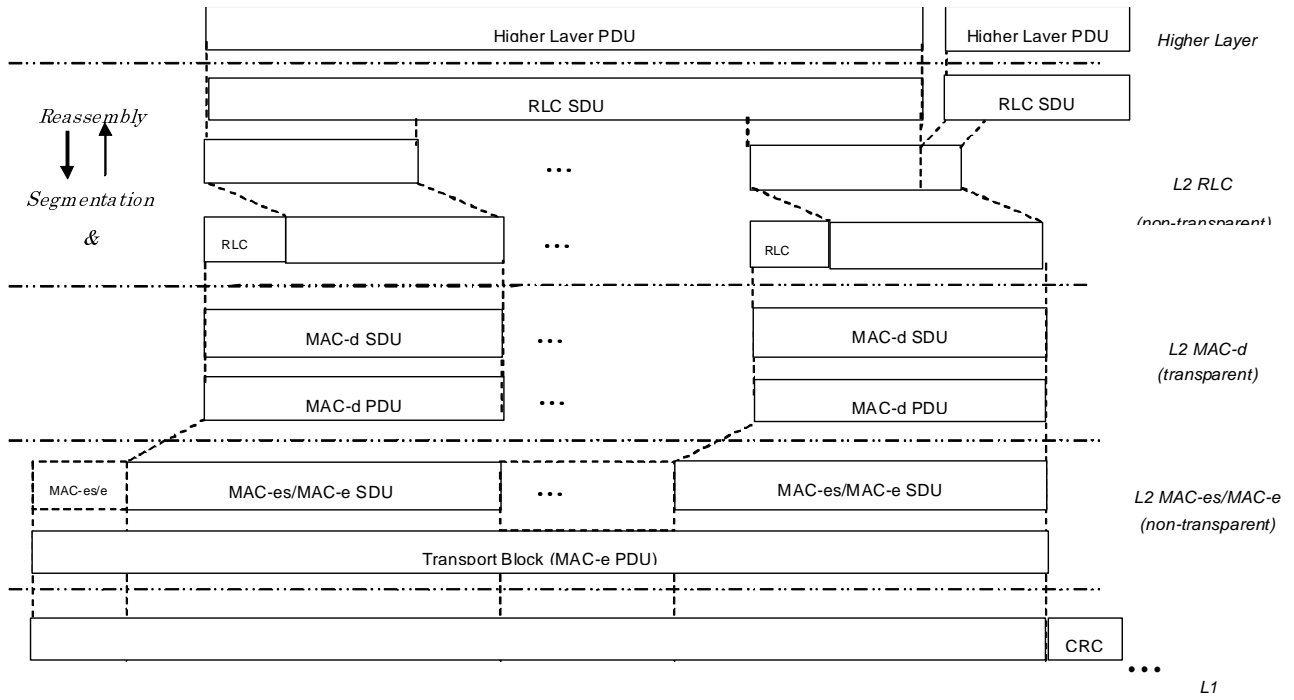 Higher Layer PDU
Higher Layer PDU
Higher Layer
RLC SDU
RLC SDU
Reassembly
Segmentation
&
...
L2 RLC
(non-transparent)
RLC
...
RLC
MAC-d SDU
...
MAC-d SDU
L2 MAC-d
(transparent)
MAC-d PDU
...
MAC-d PDU
MAC-es/e
MAC-es/MAC-e SDU
...
MAC-es/MAC-e SDU
L2 MAC-es/MAC-e
(non-transparent)
Transport Block (MAC-e PDU)
CRC
...
L1